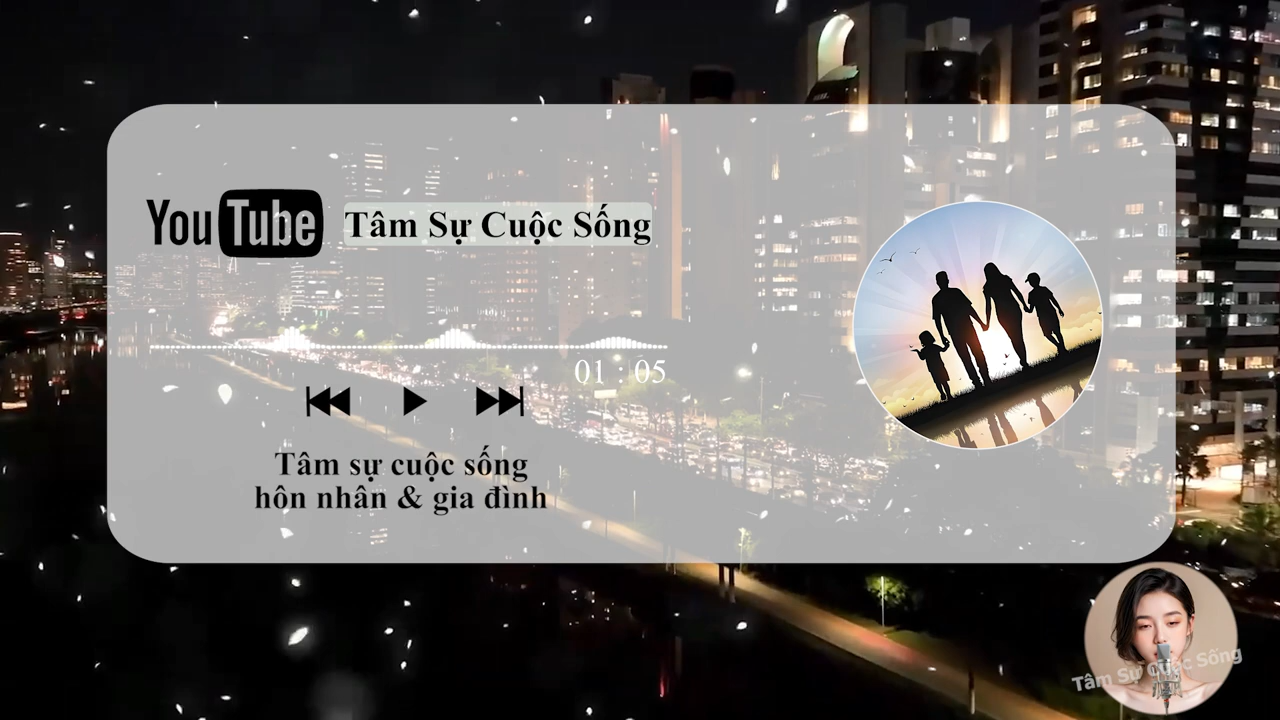 YouTube Tâm Sự Cuộc Sống
01 : 05
Tâm sự cuộc sống
hôn nhân & gia đình
Tâm Sự Cuộc Sống